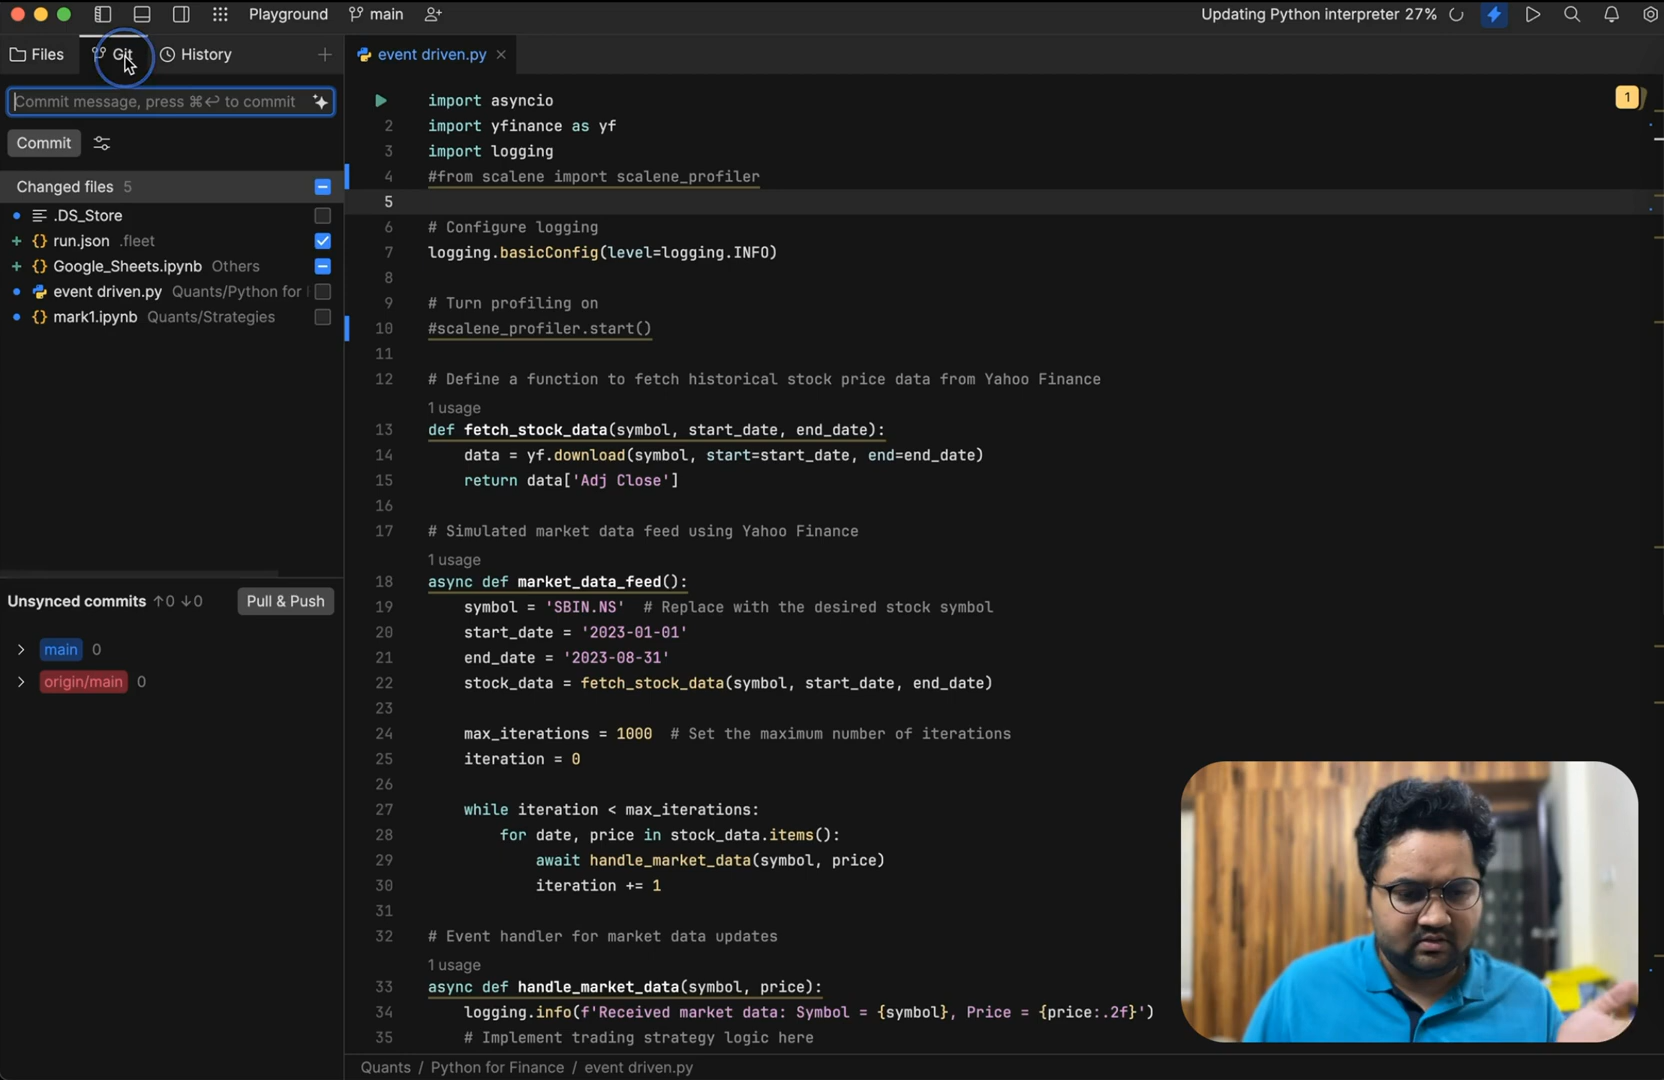 Playground main Updating Python interpreter 27%
Files Git History
event driven.py
Commit message, press ⌘↩ to commit
Commit
Changed files 5
.DS_Store
run.json .fleet
Google_Sheets.ipynb Others
event driven.py Quants/Python for
mark1.ipynb Quants/Strategies
Unsynced commits ↑0 ↓0 Pull & Push
main 0
origin/main 0
1
import asyncio
2 import yfinance as yf
3 import logging
4 #from scalene import scalene_profiler
5
6 # Configure logging
7 logging.basicConfig(level=logging.INFO)
8
9 # Turn profiling on
10 #scalene_profiler.start()
11
12 # Define a function to fetch historical stock price data from Yahoo Finance
1 usage
13 def fetch_stock_data(symbol, start_date, end_date):
14 data = yf.download(symbol, start=start_date, end=end_date)
15 return data['Adj Close']
16
17 # Simulated market data feed using Yahoo Finance
1 usage
18 async def market_data_feed():
19 symbol = 'SBIN.NS' # Replace with the desired stock symbol
20 start_date = '2023-01-01'
21 end_date = '2023-08-31'
22 stock_data = fetch_stock_data(symbol, start_date, end_date)
23
24 max_iterations = 1000 # Set the maximum number of iterations
25 iteration = 0
26
27 while iteration < max_iterations:
28 for date, price in stock_data.items():
29 await handle_market_data(symbol, price)
30 iteration += 1
31
32 # Event handler for market data updates
1 usage
33 async def handle_market_data(symbol, price):
34 logging.info(f'Received market data: Symbol = {symbol}, Price = {price:.2f}')
35 # Implement trading strategy logic here
Quants / Python for Finance / event driven.py